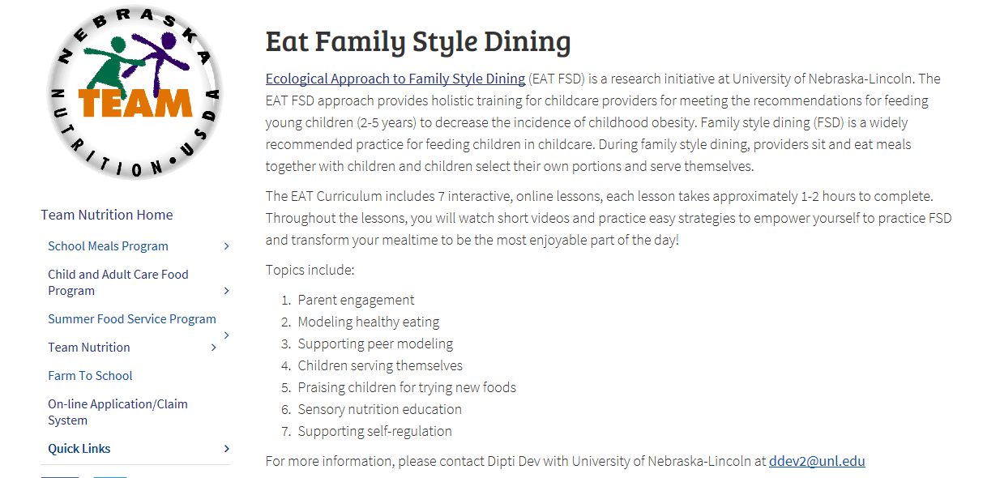 NEBRASKA
TEAM
NUTRITION • USDA
Team Nutrition Home
School Meals Program
Child and Adult Care Food
Program
Summer Food Service Program
Team Nutrition
Farm To School
On-line Application/Claim
System
Quick Links
Eat Family Style Dining
Ecological Approach to Family Style Dining (EAT FSD) is a research initiative at University of Nebraska-Lincoln. The
EAT FSD approach provides holistic training for childcare providers for meeting the recommendations for feeding
young children (2-5 years) to decrease the incidence of childhood obesity. Family style dining (FSD) is a widely
recommended practice for feeding children in childcare. During family style dining, providers sit and eat meals
together with children and children select their own portions and serve themselves.
The EAT Curriculum includes 7 interactive, online lessons, each lesson takes approximately 1-2 hours to complete.
Throughout the lessons, you will watch short videos and practice easy strategies to empower yourself to practice FSD
and transform your mealtime to be the most enjoyable part of the day!
Topics include:
1. Parent engagement
2. Modeling healthy eating
3. Supporting peer modeling
4. Children serving themselves
5. Praising children for trying new foods
6. Sensory nutrition education
7. Supporting self-regulation
For more information, please contact Dipti Dev with University of Nebraska-Lincoln at ddev2@unl.edu